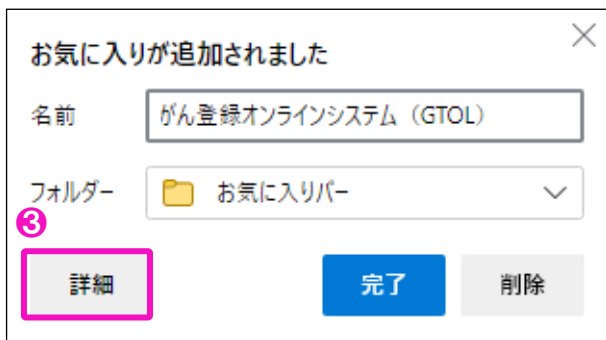 お気に入りが追加されました
名前 がん登録オンラインシステム（GTOL）
フォルダー お気に入りバー
❸
詳細 完了 削除